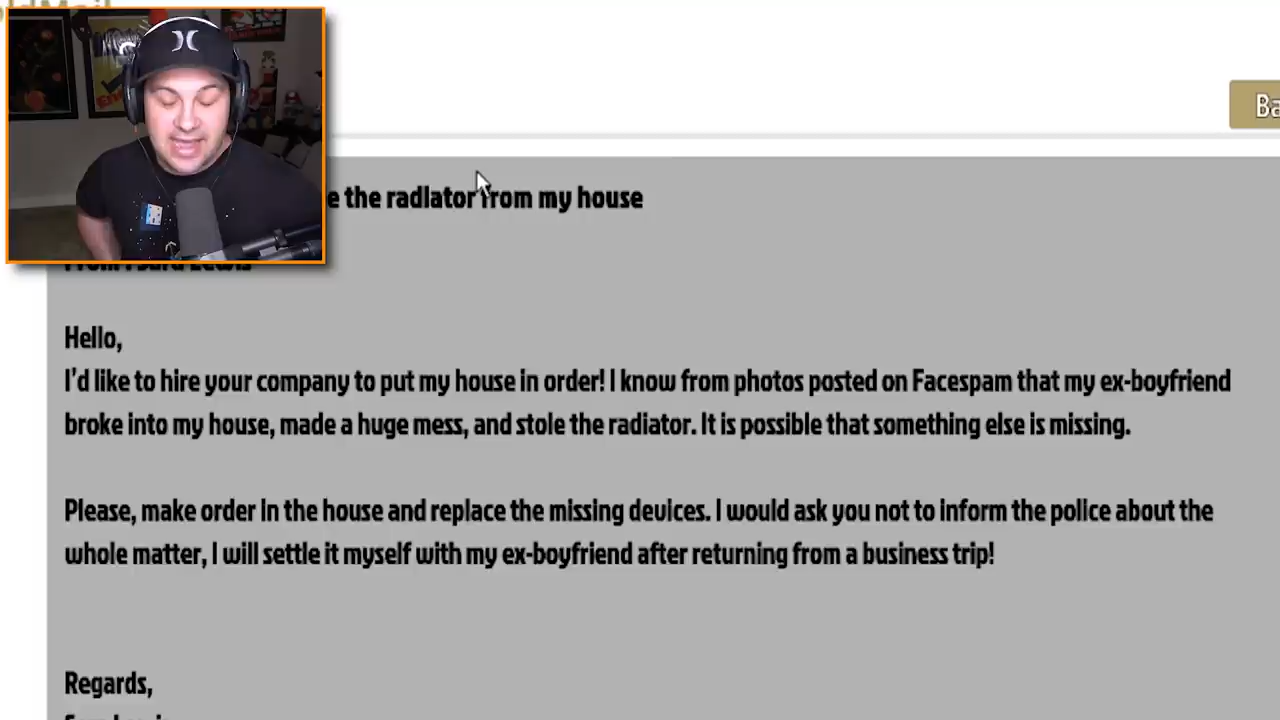 Ba
e the radiator from my house
Hello,
I'd like to hire your company to put my house in order! I know from photos posted on Facespam that my ex-boyfriend
broke into my house, made a huge mess, and stole the radiator. It is possible that something else is missing.
Please, make order in the house and replace the missing devices. I would ask you not to inform the police about the
whole matter, I will settle it myself with my ex-boyfriend after returning from a business trip!
Regards,